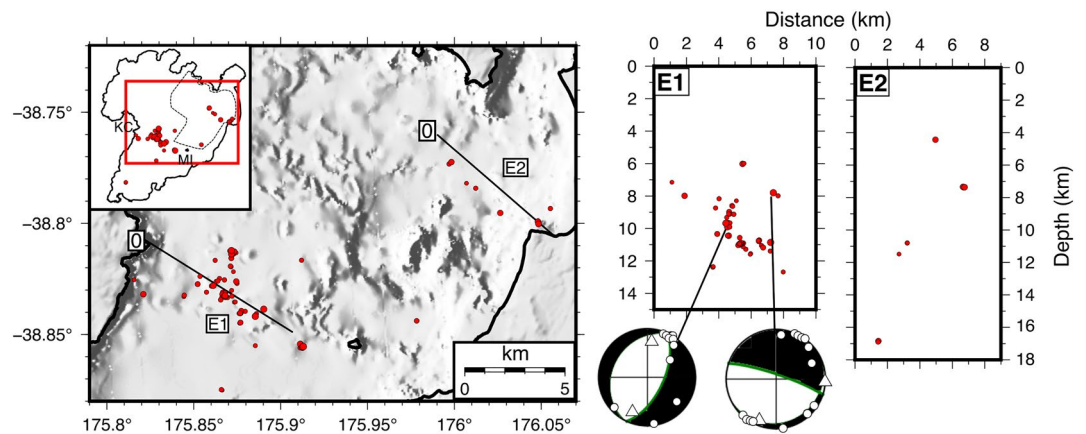 Distance (km)
0 2 4 6 8 10
0 2 4 6 8
KC
MI
−38.75
−38.8
−38.85
0
E2
0
E1
km
0 5
175.8°
175.85°
175.9°
175.95°
176°
176.05°
E1
0
2
4
6
8
10
12
14
E2
0
2
4
6
8
10
12
14
16
18
Depth (km)